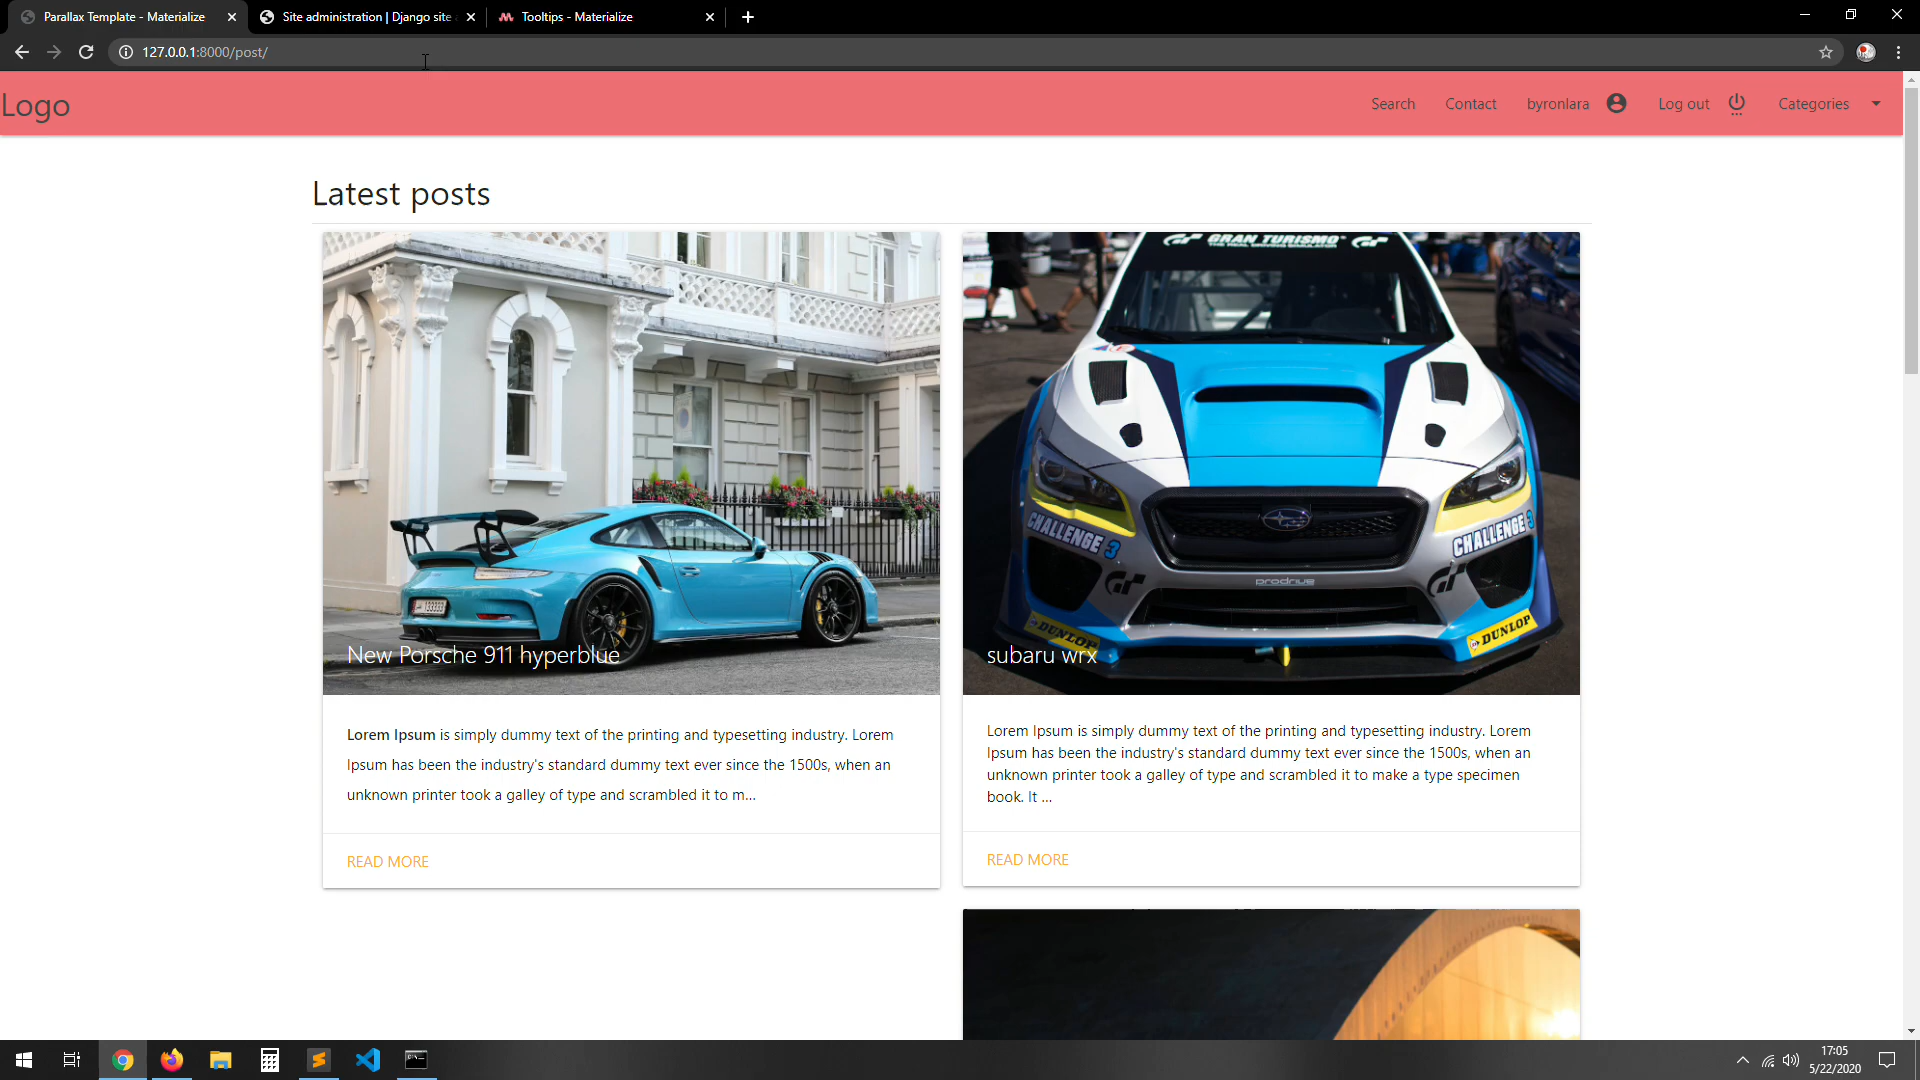 Parallax Template - Materialize
Site administration | Django site
Tooltips - Materialize
127.0.0.1:8000/post/
Logo
Search
Contact
byronlara
Log out
Categories
Latest posts
GRAN TURISMO
THE REAL DRIVING SIMULATOR
CHALLENGE 3
CHALLENGE 3
prodrive
DUNLOP
DUNLOP
New Porsche 911 hyperblue
subaru wrx
Lorem Ipsum is simply dummy text of the printing and typesetting industry. Lorem
Ipsum has been the industry's standard dummy text ever since the 1500s, when an
unknown printer took a galley of type and scrambled it to m...
READ MORE
Lorem Ipsum is simply dummy text of the printing and typesetting industry. Lorem
Ipsum has been the industry's standard dummy text ever since the 1500s, when an
unknown printer took a galley of type and scrambled it to make a type specimen
book. It ...
READ MORE
17:05
5/22/2020